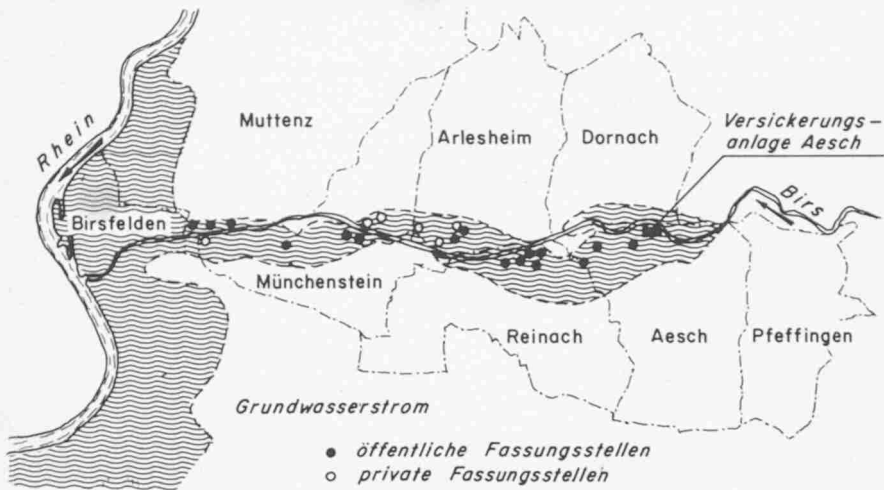 Rhein
Muttenz
Arlesheim
Dornach
Versickerungs-
anlage Aesch
Birs
Birsfelden
Münchenstein
Reinach
Aesch
Pfeffingen
Grundwasserstrom
● öffentliche Fassungsstellen
○ private Fassungsstellen